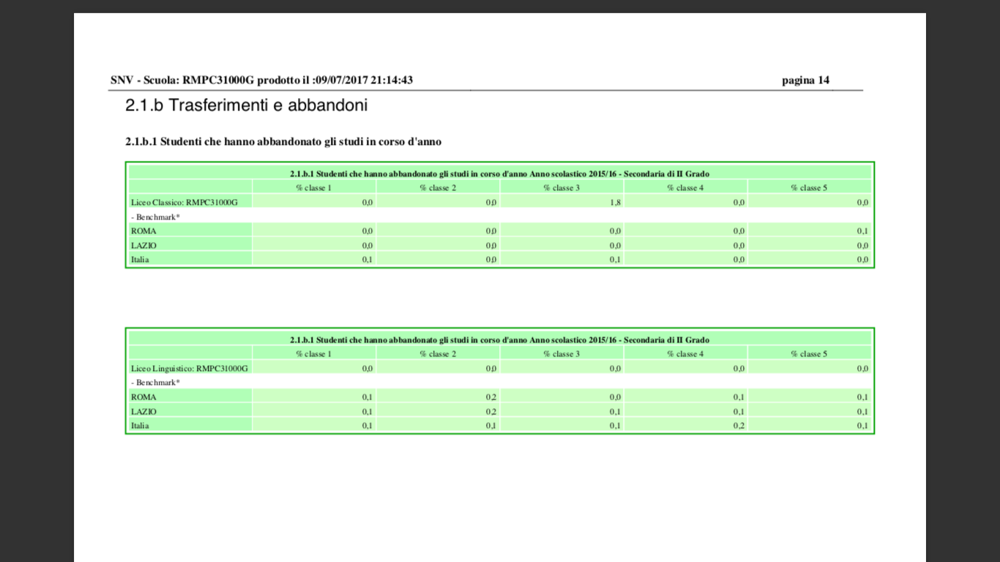 SNV - Scuola: RMPC31000G prodotto il :09/07/2017 21:14:43 pagina 14
2.1.b Trasferimenti e abbandoni
2.1.b.1 Studenti che hanno abbandonato gli studi in corso d'anno
2.1.b.1 Studenti che hanno abbandonato gli studi in corso d'anno Anno scolastico 2015/16 - Secondaria di II Grado
% classe 1 % classe 2 % classe 3 % classe 4 % classe 5
Liceo Classico: RMPC31000G 0,0 0,0 1,8 0,0 0,0
- Benchmark*
ROMA 0,0 0,0 0,0 0,0 0,1
LAZIO 0,0 0,0 0,0 0,0 0,0
Italia 0,1 0,0 0,1 0,0 0,0
2.1.b.1 Studenti che hanno abbandonato gli studi in corso d'anno Anno scolastico 2015/16 - Secondaria di II Grado
% classe 1 % classe 2 % classe 3 % classe 4 % classe 5
Liceo Linguistico: RMPC31000G 0,0 0,0 0,0 0,0 0,0
- Benchmark*
ROMA 0,1 0,2 0,0 0,1 0,1
LAZIO 0,1 0,2 0,1 0,1 0,1
Italia 0,1 0,1 0,1 0,2 0,1